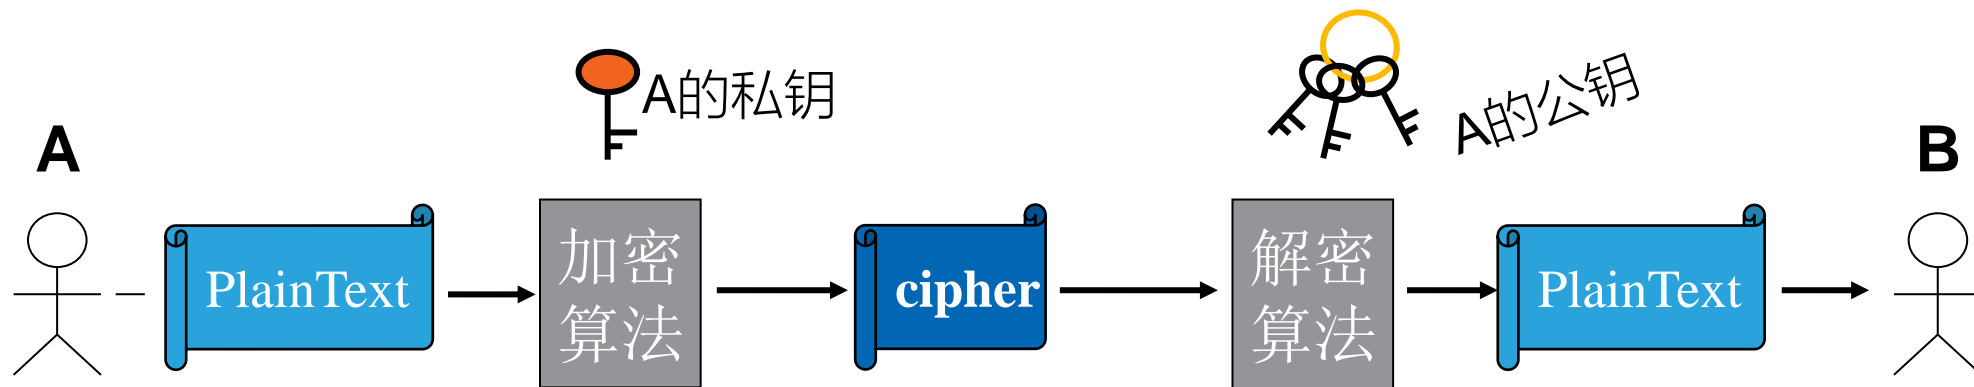 A的私钥
A的公钥
A
B
PlainText
加密
算法
cipher
解密
算法
PlainText